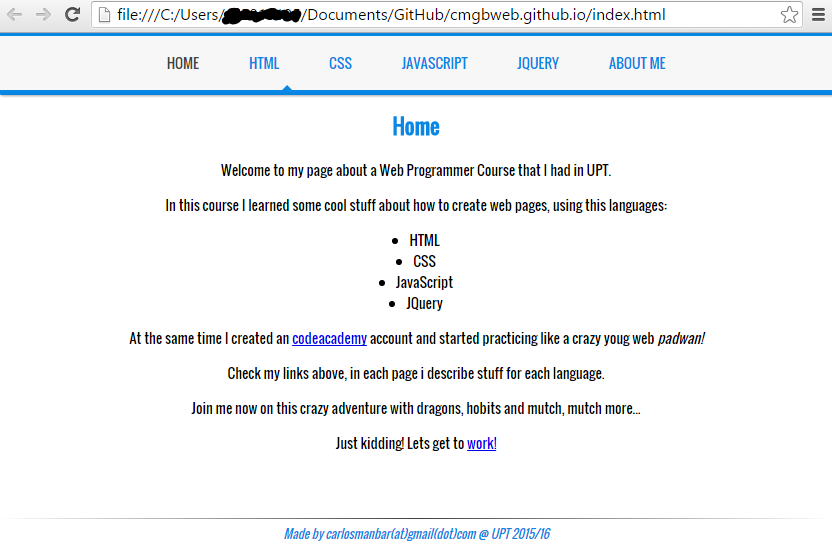 file:///C:/Users/ /Documents/GitHub/cmgbweb.github.io/index.html
HOME HTML CSS JAVASCRIPT JQUERY ABOUT ME
Home
Welcome to my page about a Web Programmer Course that I had in UPT.
In this course I learned some cool stuff about how to create web pages, using this languages:
• HTML
• CSS
• JavaScript
• JQuery
At the same time I created an codeacademy account and started practicing like a crazy youg web padwan!
Check my links above, in each page i describe stuff for each language.
Join me now on this crazy adventure with dragons, hobits and mutch, mutch more...
Just kidding! Lets get to work!
Made by carlosmanbar(at)gmail(dot)com @ UPT 2015/16